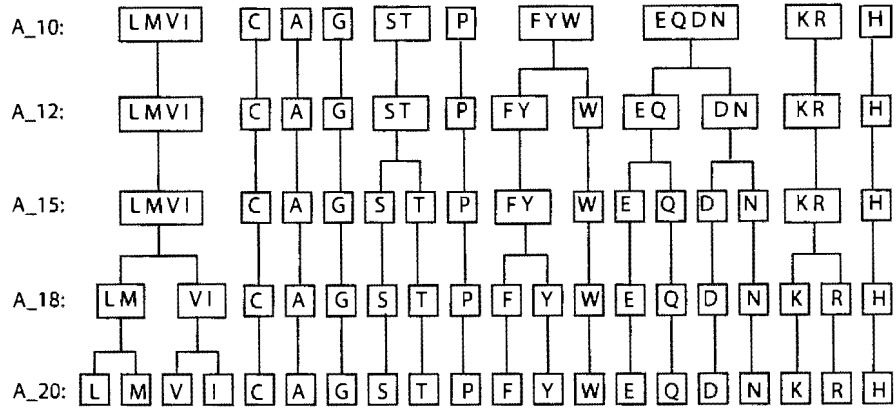 A_10: LMVI C A G ST P FYW EQDN KR H
A_12: LMVI C A G ST P FY W EQ DN KR H
A_15: LMVI C A G S T P FY W E Q D N KR H
A_18: LM VI C A G S T P F Y W E Q D N K R H
A_20: L M V I C A G S T P F Y W E Q D N K R H